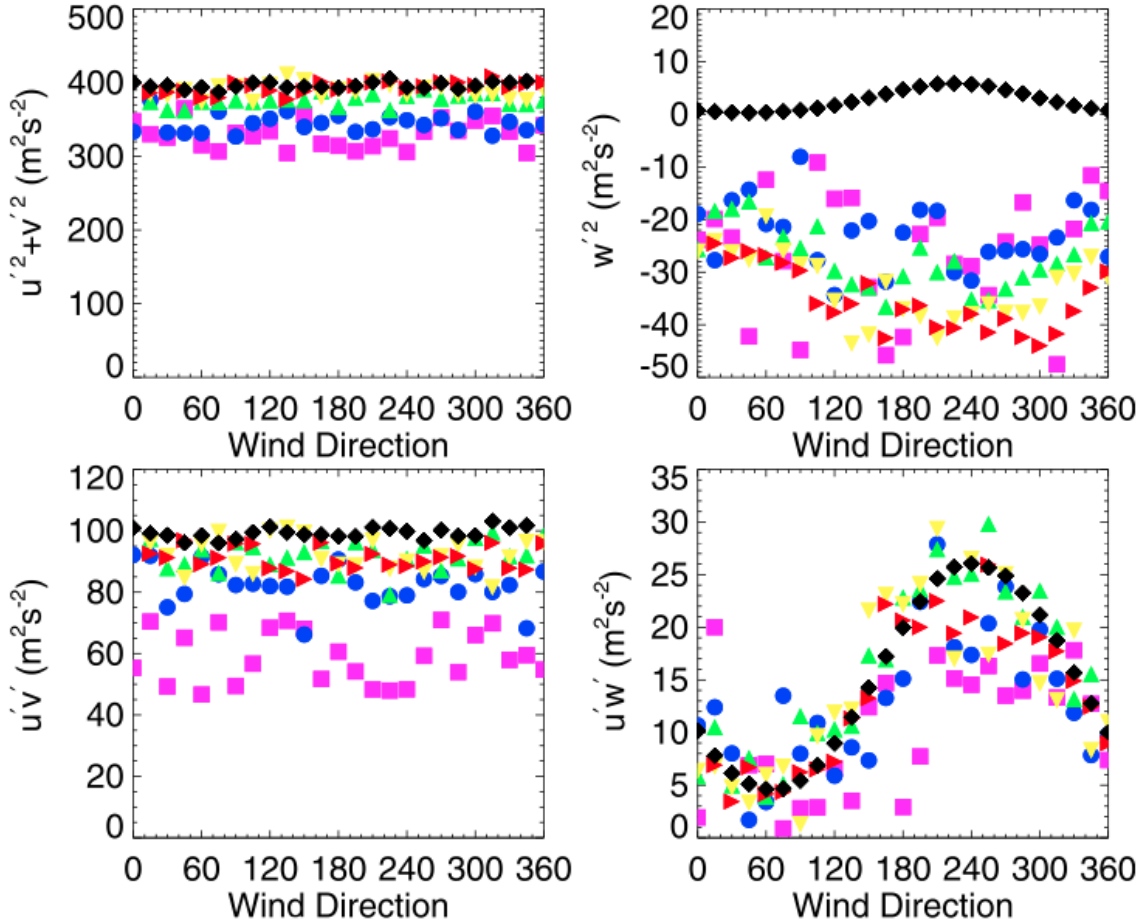 500
400
300
200
100
0
u′²+v′² (m²s⁻²)
0 60 120 180 240 300 360
Wind Direction
20
10
0
-10
-20
-30
-40
-50
w′² (m²s⁻²)
0 60 120 180 240 300 360
Wind Direction
120
100
80
60
40
20
0
u′v′ (m²s⁻²)
0 60 120 180 240 300 360
Wind Direction
35
30
25
20
15
10
5
0
u′w′ (m²s⁻²)
0 60 120 180 240 300 360
Wind Direction